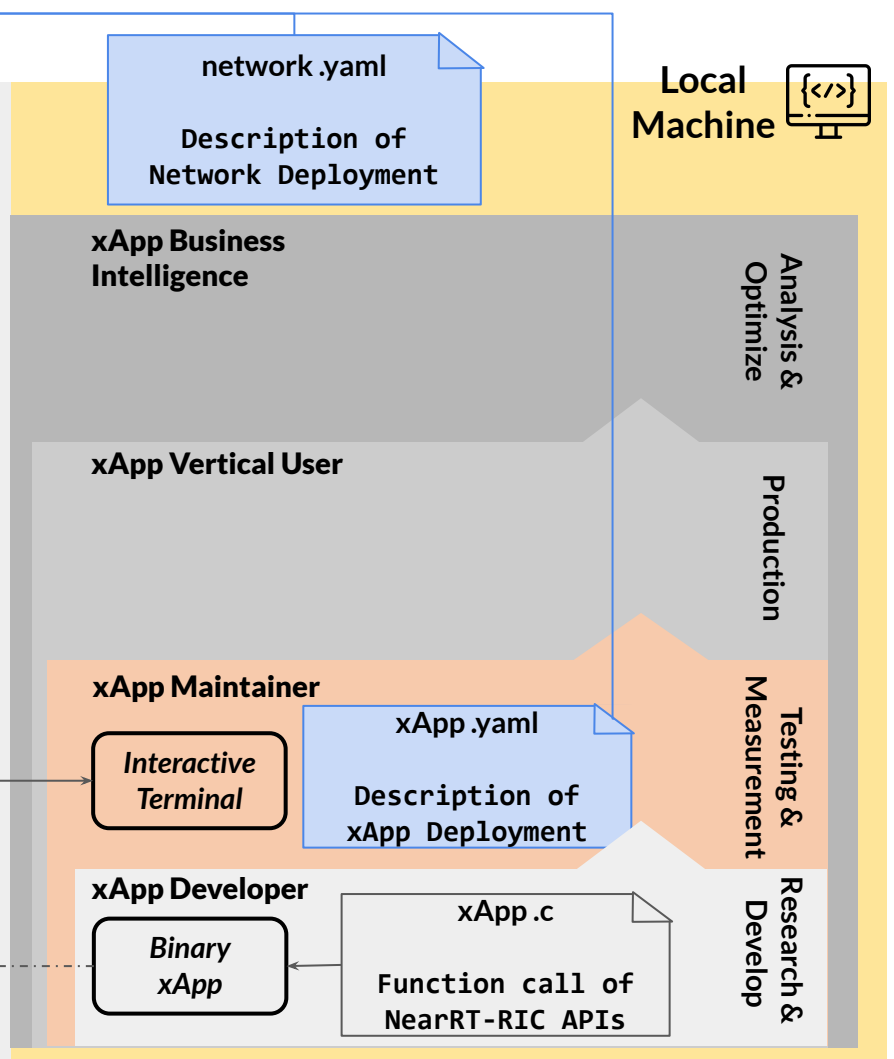 network .yaml
Description of
Network Deployment
Local
Machine
{</>}
xApp Business
Intelligence
Analysis &
Optimize
xApp Vertical User
Production
xApp Maintainer
Interactive
Terminal
xApp .yaml
Description of
xApp Deployment
Testing &
Measurement
xApp Developer
Binary
xApp
xApp .c
Function call of
NearRT-RIC APIs
Research &
Develop